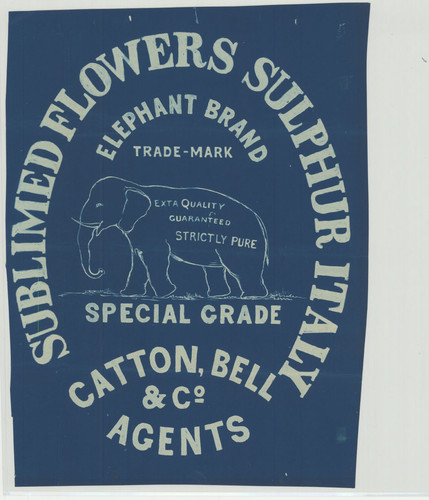 SUBLIMED FLOWERS SULPHUR ITALY
ELEPHANT BRAND
TRADE-MARK
EXTA QUALITY
GUARANTEED
STRICTLY PURE
SPECIAL GRADE
CATTON, BELL
& Cº
AGENTS